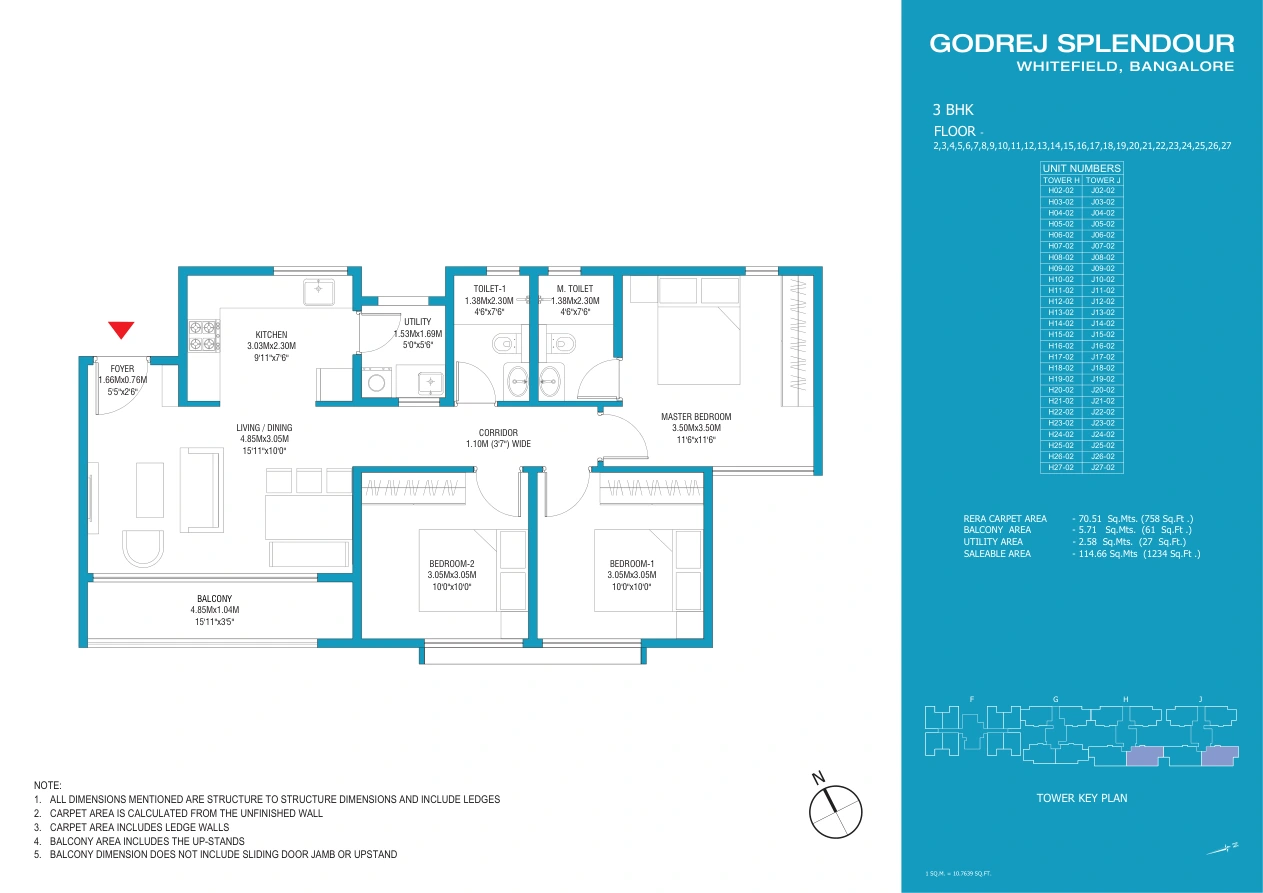 GODREJ SPLENDOUR
WHITEFIELD, BANGALORE
3 BHK
FLOOR -
2,3,4,5,6,7,8,9,10,11,12,13,14,15,16,17,18,19,20,21,22,23,24,25,26,27
UNIT NUMBERS
TOWER H TOWER J
H02-02 J02-02
H03-02 J03-02
H04-02 J04-02
H05-02 J05-02
H06-02 J06-02
H07-02 J07-02
H08-02 J08-02
H09-02 J09-02
H10-02 J10-02
H11-02 J11-02
H12-02 J12-02
H13-02 J13-02
H14-02 J14-02
H15-02 J15-02
H16-02 J16-02
H17-02 J17-02
H18-02 J18-02
H19-02 J19-02
H20-02 J20-02
H21-02 J21-02
H22-02 J22-02
H23-02 J23-02
H24-02 J24-02
H25-02 J25-02
H26-02 J26-02
H27-02 J27-02
RERA CARPET AREA - 70.51 Sq.Mts. (758 Sq.Ft .)
BALCONY AREA - 5.71 Sq.Mts. (61 Sq.Ft .)
UTILITY AREA - 2.58 Sq.Mts. (27 Sq.Ft.)
SALEABLE AREA - 114.66 Sq.Mts (1234 Sq.Ft .)
F G H J
TOWER KEY PLAN
1 SQ.M. = 10.7639 SQ.FT.
TOILET-1
1.38Mx2.30M
4'6"x7'6"
M. TOILET
1.38Mx2.30M
4'6"x7'6"
UTILITY
1.53Mx1.69M
5'0"x5'6"
KITCHEN
3.03Mx2.30M
9'11"x7'6"
FOYER
1.66Mx0.76M
5'5"x2'6"
LIVING / DINING
4.85Mx3.05M
15'11"x10'0"
CORRIDOR
1.10M (3'7") WIDE
MASTER BEDROOM
3.50Mx3.50M
11'6"x11'6"
BEDROOM-2
3.05Mx3.05M
10'0"x10'0"
BEDROOM-1
3.05Mx3.05M
10'0"x10'0"
BALCONY
4.85Mx1.04M
15'11"x3'5"
N
NOTE:
1. ALL DIMENSIONS MENTIONED ARE STRUCTURE TO STRUCTURE DIMENSIONS AND INCLUDE LEDGES
2. CARPET AREA IS CALCULATED FROM THE UNFINISHED WALL
3. CARPET AREA INCLUDES LEDGE WALLS
4. BALCONY AREA INCLUDES THE UP-STANDS
5. BALCONY DIMENSION DOES NOT INCLUDE SLIDING DOOR JAMB OR UPSTAND